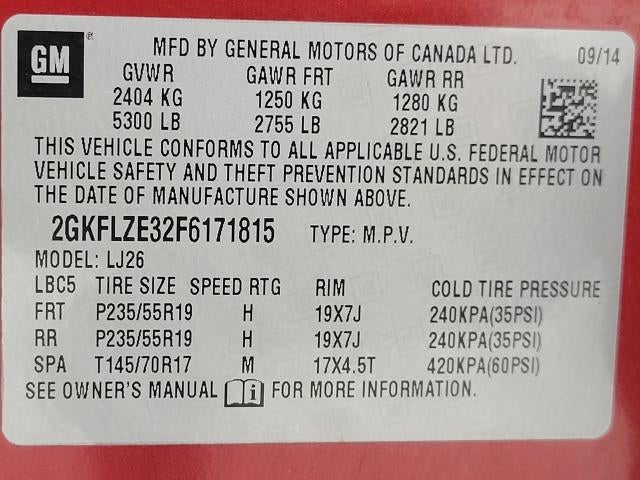 GM ®
MFD BY GENERAL MOTORS OF CANADA LTD. 09/14
GVWR GAWR FRT GAWR RR
2404 KG 1250 KG 1280 KG
5300 LB 2755 LB 2821 LB
THIS VEHICLE CONFORMS TO ALL APPLICABLE U.S. FEDERAL MOTOR
VEHICLE SAFETY AND THEFT PREVENTION STANDARDS IN EFFECT ON
THE DATE OF MANUFACTURE SHOWN ABOVE.
2GKFLZE32F6171815 TYPE: M.P.V.
MODEL: LJ26
LBC5 TIRE SIZE SPEED RTG RIM COLD TIRE PRESSURE
FRT P235/55R19 H 19X7J 240KPA(35PSI)
RR P235/55R19 H 19X7J 240KPA(35PSI)
SPA T145/70R17 M 17X4.5T 420KPA(60PSI)
SEE OWNER'S MANUAL i FOR MORE INFORMATION.